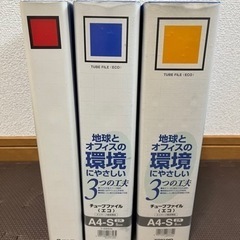 TUBE FILE <ECO>
地球と
オフィスの
環境
にやさしい
3つの工夫
チューブファイル
〈エコ〉
A4-S
TUBE FILE <ECO>
地球と
オフィスの
環境
にやさしい
3つの工夫
チューブファイル
〈エコ〉
A4-S